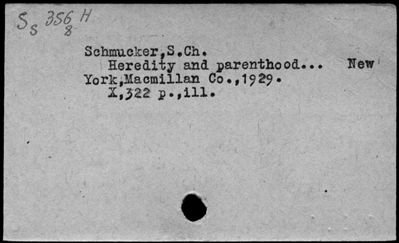 Ss 356 H
8
Schmucker,S.Ch.
Heredity and parenthood... New
York,Macmillan Co.,1929.
X,322 p.,ill.